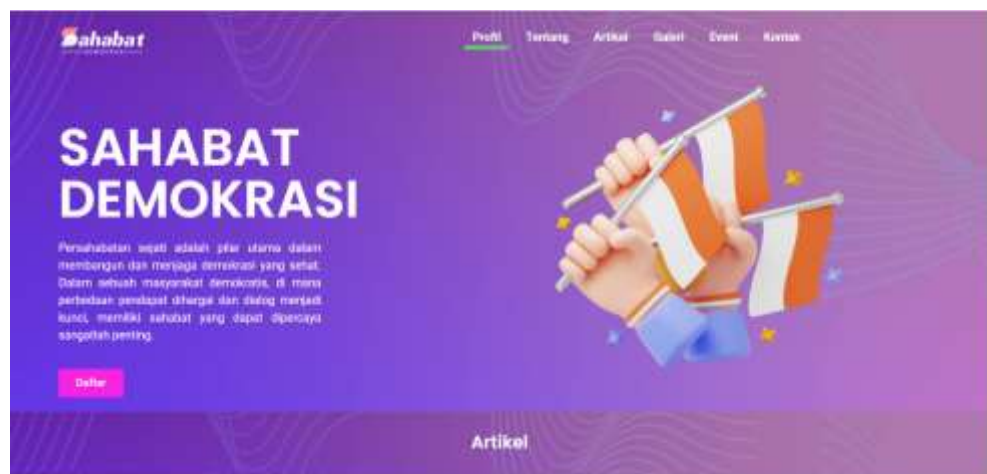 Sahabat
Profil Tentang Artikel Galeri Event Kontak
SAHABAT
DEMOKRASI
Persahabatan sejati adalah pilar utama dalam
membangun dan menjaga demokrasi yang sehat.
Dalam sebuah masyarakat demokratis, di mana
perbedaan pendapat dihargai dan dialog menjadi
kunci, memiliki sahabat yang dapat dipercaya
sangatlah penting.
Daftar
Artikel